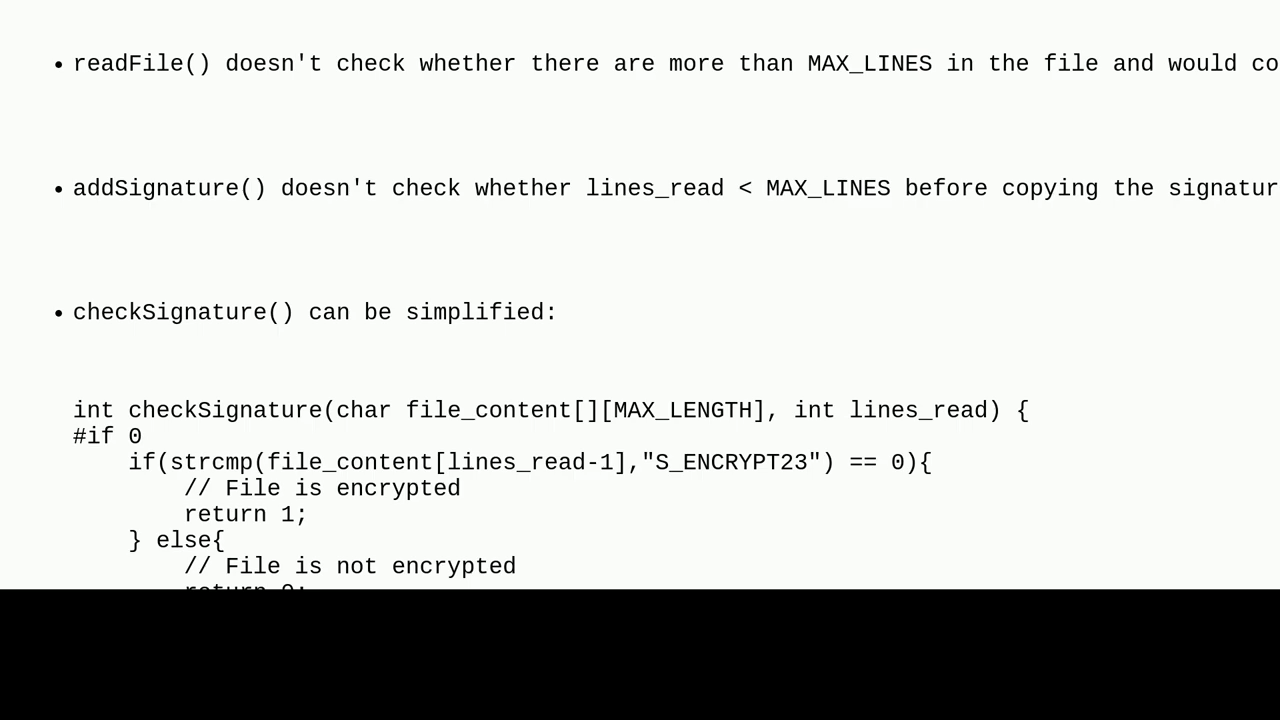 • readFile() doesn't check whether there are more than MAX_LINES in the file and would co
• addSignature() doesn't check whether lines_read < MAX_LINES before copying the signatur
• checkSignature() can be simplified:
int checkSignature(char file_content[][MAX_LENGTH], int lines_read) {
#if 0
    if(strcmp(file_content[lines_read-1],"S_ENCRYPT23") == 0){
        // File is encrypted
        return 1;
    } else{
        // File is not encrypted
        return 0;